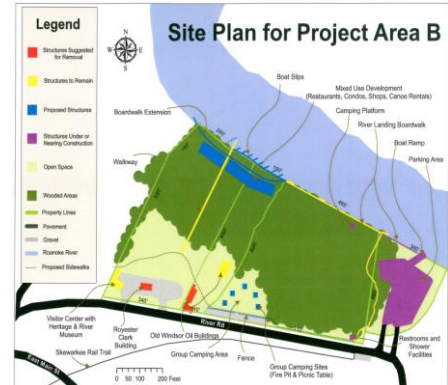 Legend
Structures Suggested
for Removal
Structures to Remain
Proposed Structures
Structures Under or
Nearing Construction
Open Space
Wooded Areas
Property Lines
Pavement
Gravel
Roanoke River
Proposed Sidewalks
N
W
E
S
Site Plan for Project Area B
Boat Slips
Mixed Use Development
(Restaurants, Condos, Shops, Canoe Rentals)
Camping Platform
River Landing Boardwalk
Boat Ramp
Parking Area
Boardwalk Extension
Walkway
Visitor Center with
Heritage & River
Museum
Royester
Clark
Building
Old Windsor Oil Buildings
River Rd
Group Camping Area
Fence
Group Camping Sites
(Fire Pit & Picnic Table)
Restrooms and
Shower
Facilities
Skewarkee Rail Trail
East Main St
0 50 100 200 Feet